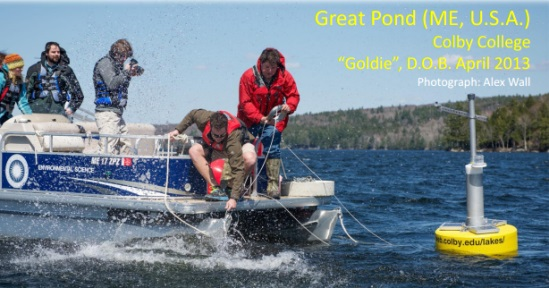 Great Pond (ME, U.S.A.)
Colby College
“Goldie”, D.O.B. April 2013
Photograph: Alex Wall
ME 17 ZPZ
ENVIRONMENTAL SCIENCE
.colby.edu/lakes/